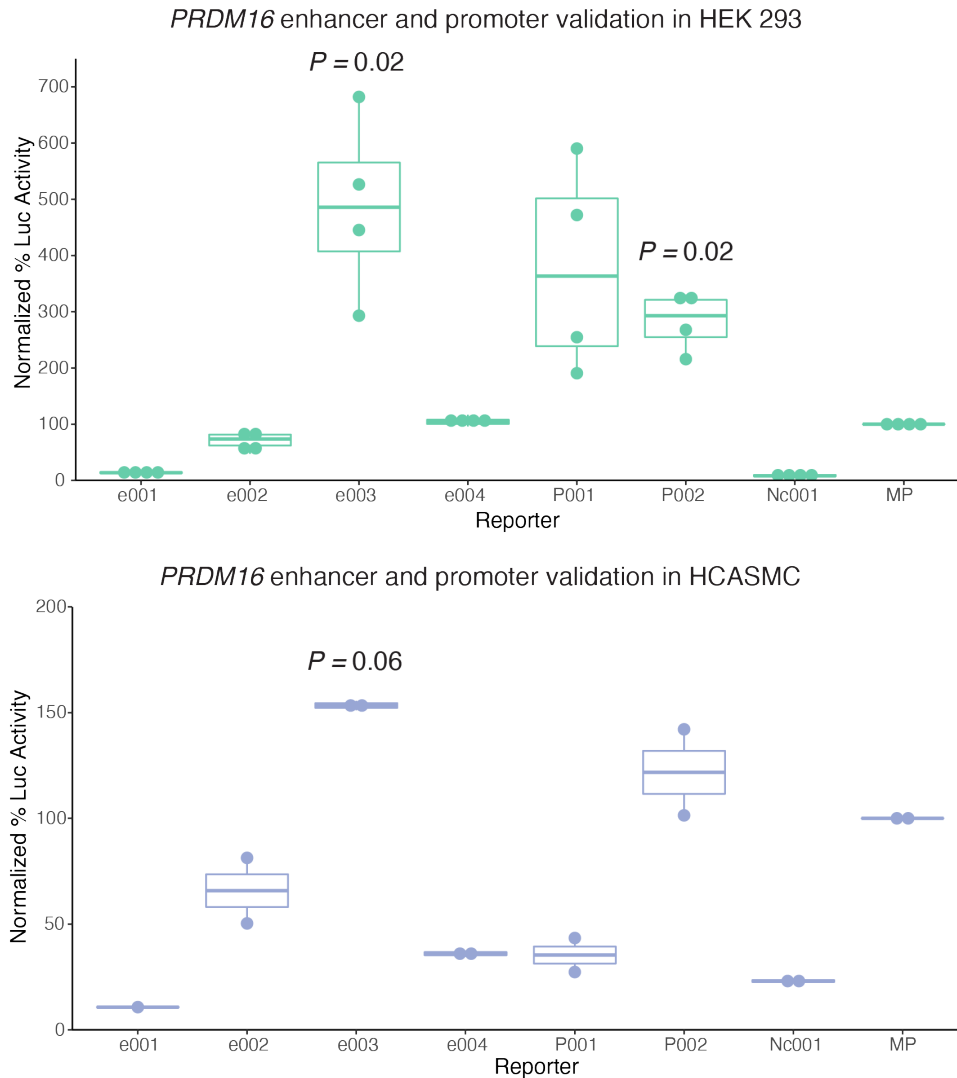 PRDM16 enhancer and promoter validation in HEK 293
P = 0.02
P = 0.02
Normalized % Luc Activity
700
600
500
400
300
200
100
0
e001 e002 e003 e004 P001 P002 Nc001 MP
Reporter
PRDM16 enhancer and promoter validation in HCASMC
P = 0.06
Normalized % Luc Activity
200
150
100
50
0
e001 e002 e003 e004 P001 P002 Nc001 MP
Reporter